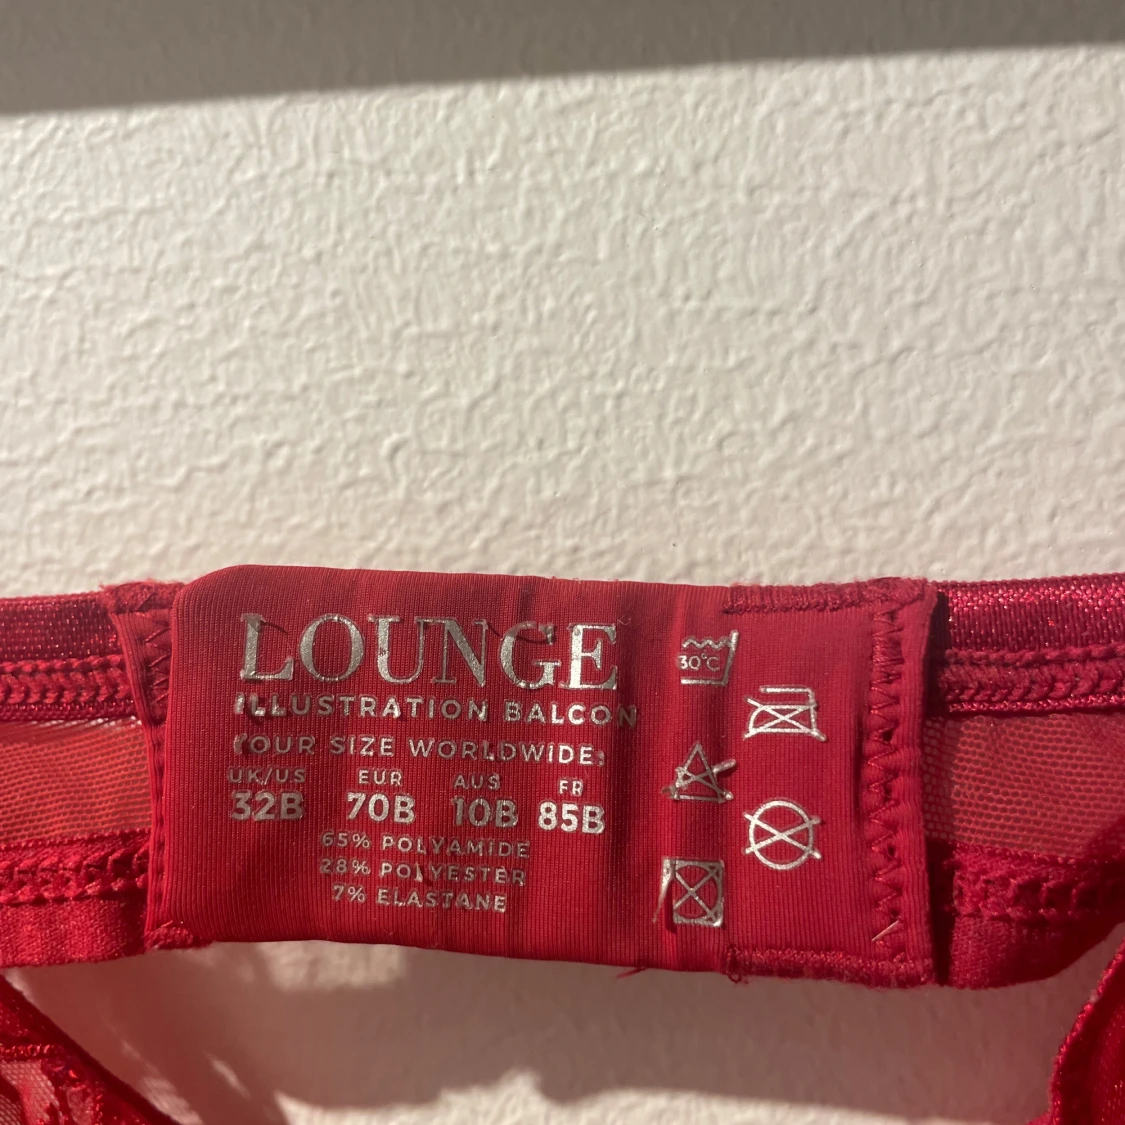 LOUNGE
ILLUSTRATION BALCON
YOUR SIZE WORLDWIDE:
UK/US EUR AUS FR
32B 70B 10B 85B
65% POLYAMIDE
28% POLYESTER
7% ELASTANE
30°C